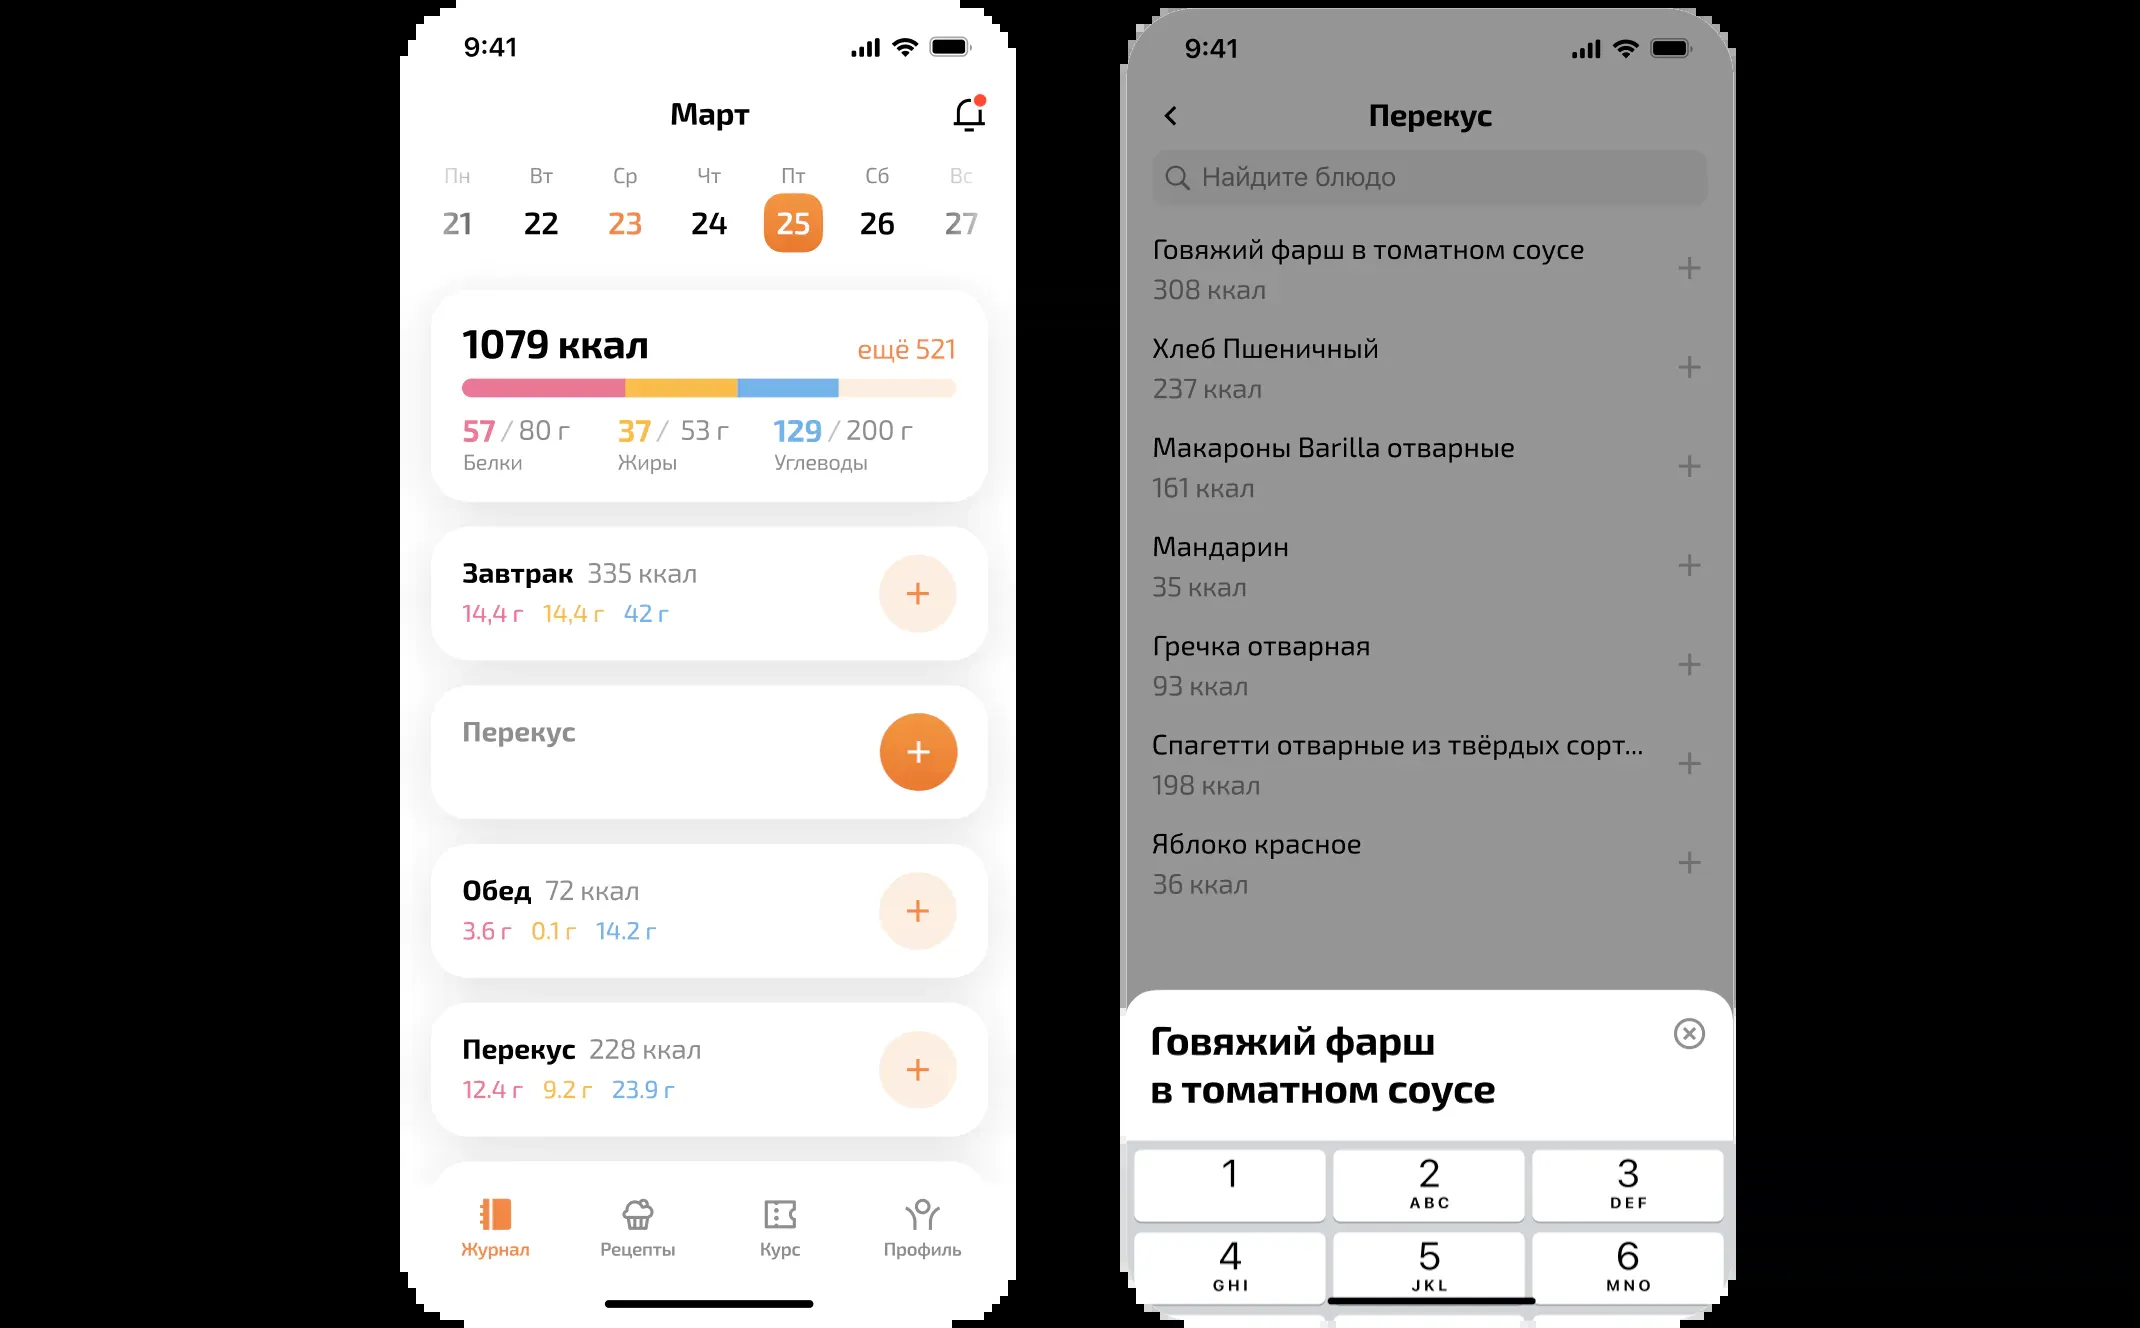 9:41
Март
Пн Вт Ср Чт Пт Сб Вс
21 22 23 24 25 26 27
1079 ккал ещё 521
57 / 80 г 37 / 53 г 129 / 200 г
Белки Жиры Углеводы
Завтрак 335 ккал
14,4 г 14,4 г 42 г
Перекус
Обед 72 ккал
3.6 г 0.1 г 14.2 г
Перекус 228 ккал
12.4 г 9.2 г 23.9 г
Журнал Рецепты Курс Профиль
9:41
Перекус
Найдите блюдо
Говяжий фарш в томатном соусе
308 ккал
Хлеб Пшеничный
237 ккал
Макароны Barilla отварные
161 ккал
Мандарин
35 ккал
Гречка отварная
93 ккал
Спагетти отварные из твёрдых сорт...
198 ккал
Яблоко красное
36 ккал
Говяжий фарш
в томатном соусе
1 2 3
ABC DEF
4 5 6
GHI JKL MNO